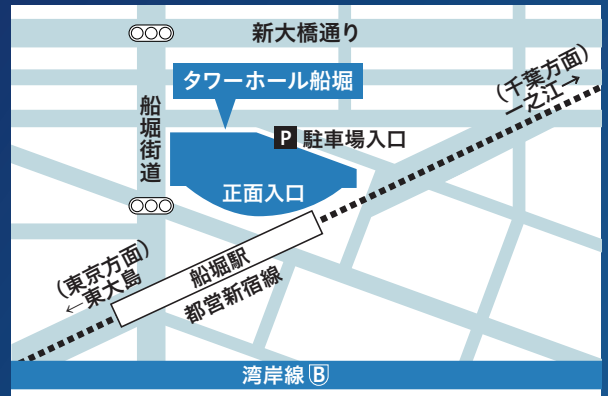 新大橋通り
タワーホール船堀
(千葉方面)
一之江→
船堀街道
P 駐車場入口
正面入口
(東京方面)
←東大島
船堀駅
都営新宿線
湾岸線 B